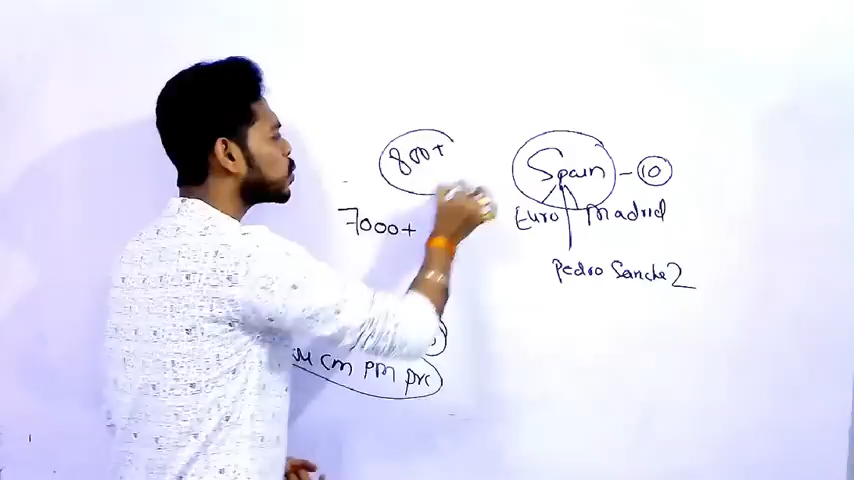 800+
Spain - 10
7000+
Euro Madrid
Pedro Sanchez
cm pm prc